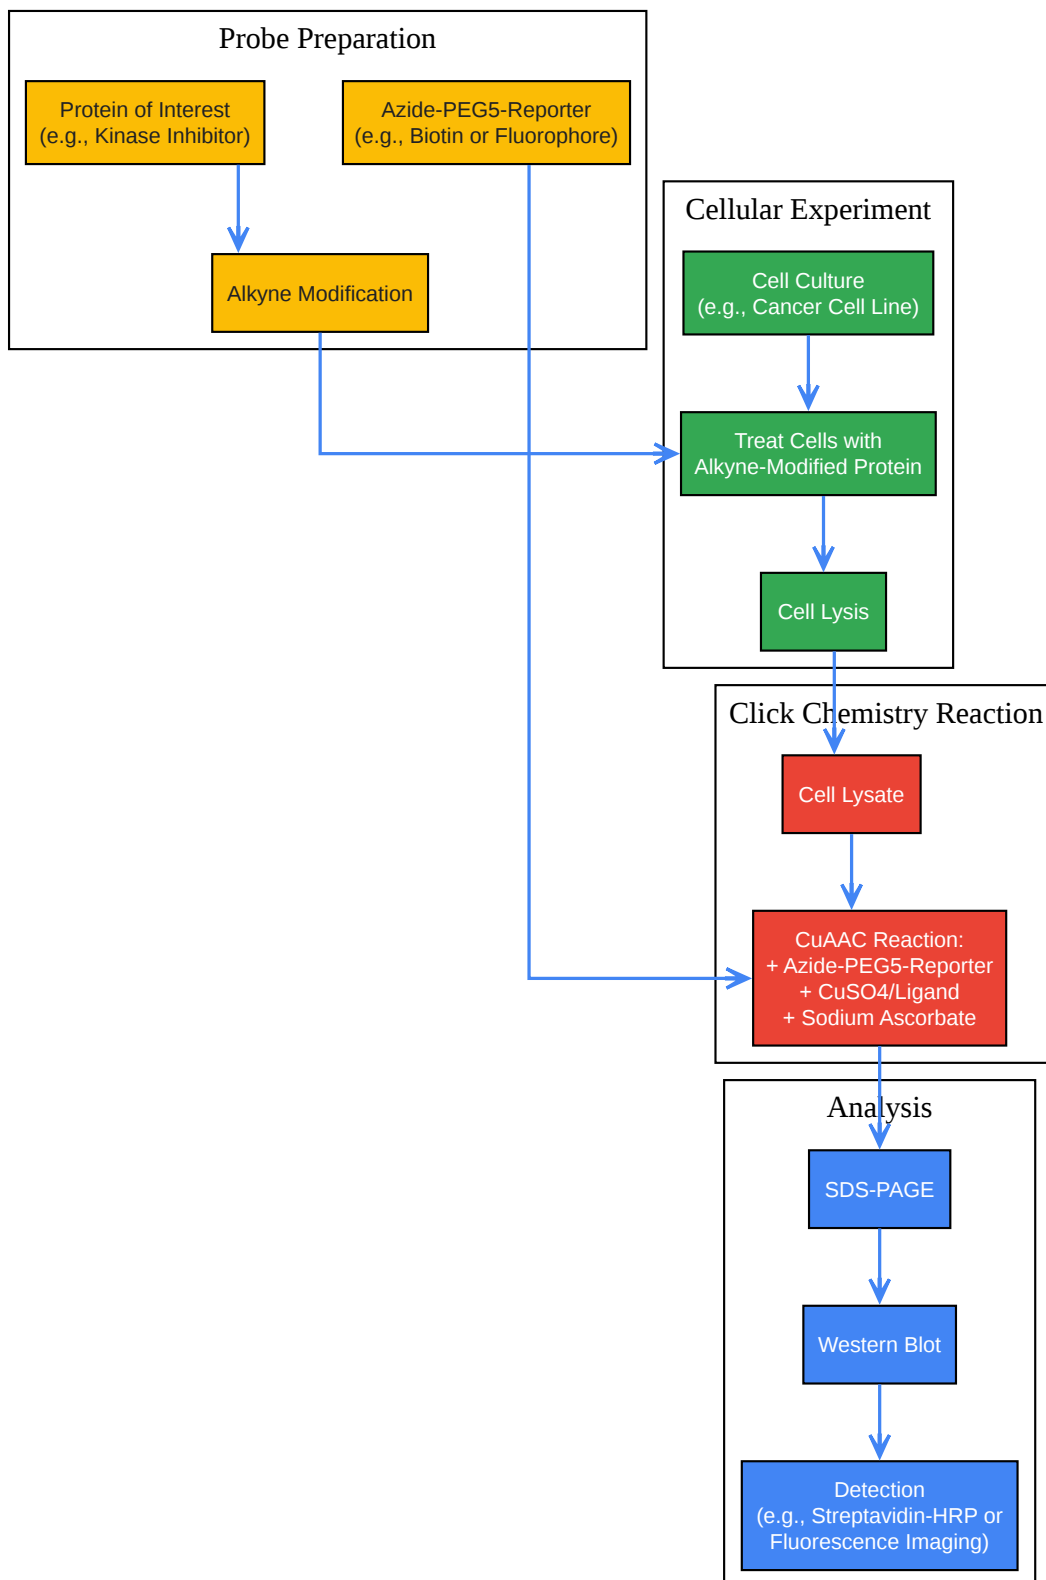 Probe Preparation
Protein of Interest
(e.g., Kinase Inhibitor)
Azide-PEG5-Reporter
(e.g., Biotin or Fluorophore)
Alkyne Modification
Cellular Experiment
Cell Culture
(e.g., Cancer Cell Line)
Treat Cells with
Alkyne-Modified Protein
Cell Lysis
Click Chemistry Reaction
Cell Lysate
CuAAC Reaction:
+ Azide-PEG5-Reporter
+ CuSO4/Ligand
+ Sodium Ascorbate
Analysis
SDS-PAGE
Western Blot
Detection
(e.g., Streptavidin-HRP or
Fluorescence Imaging)